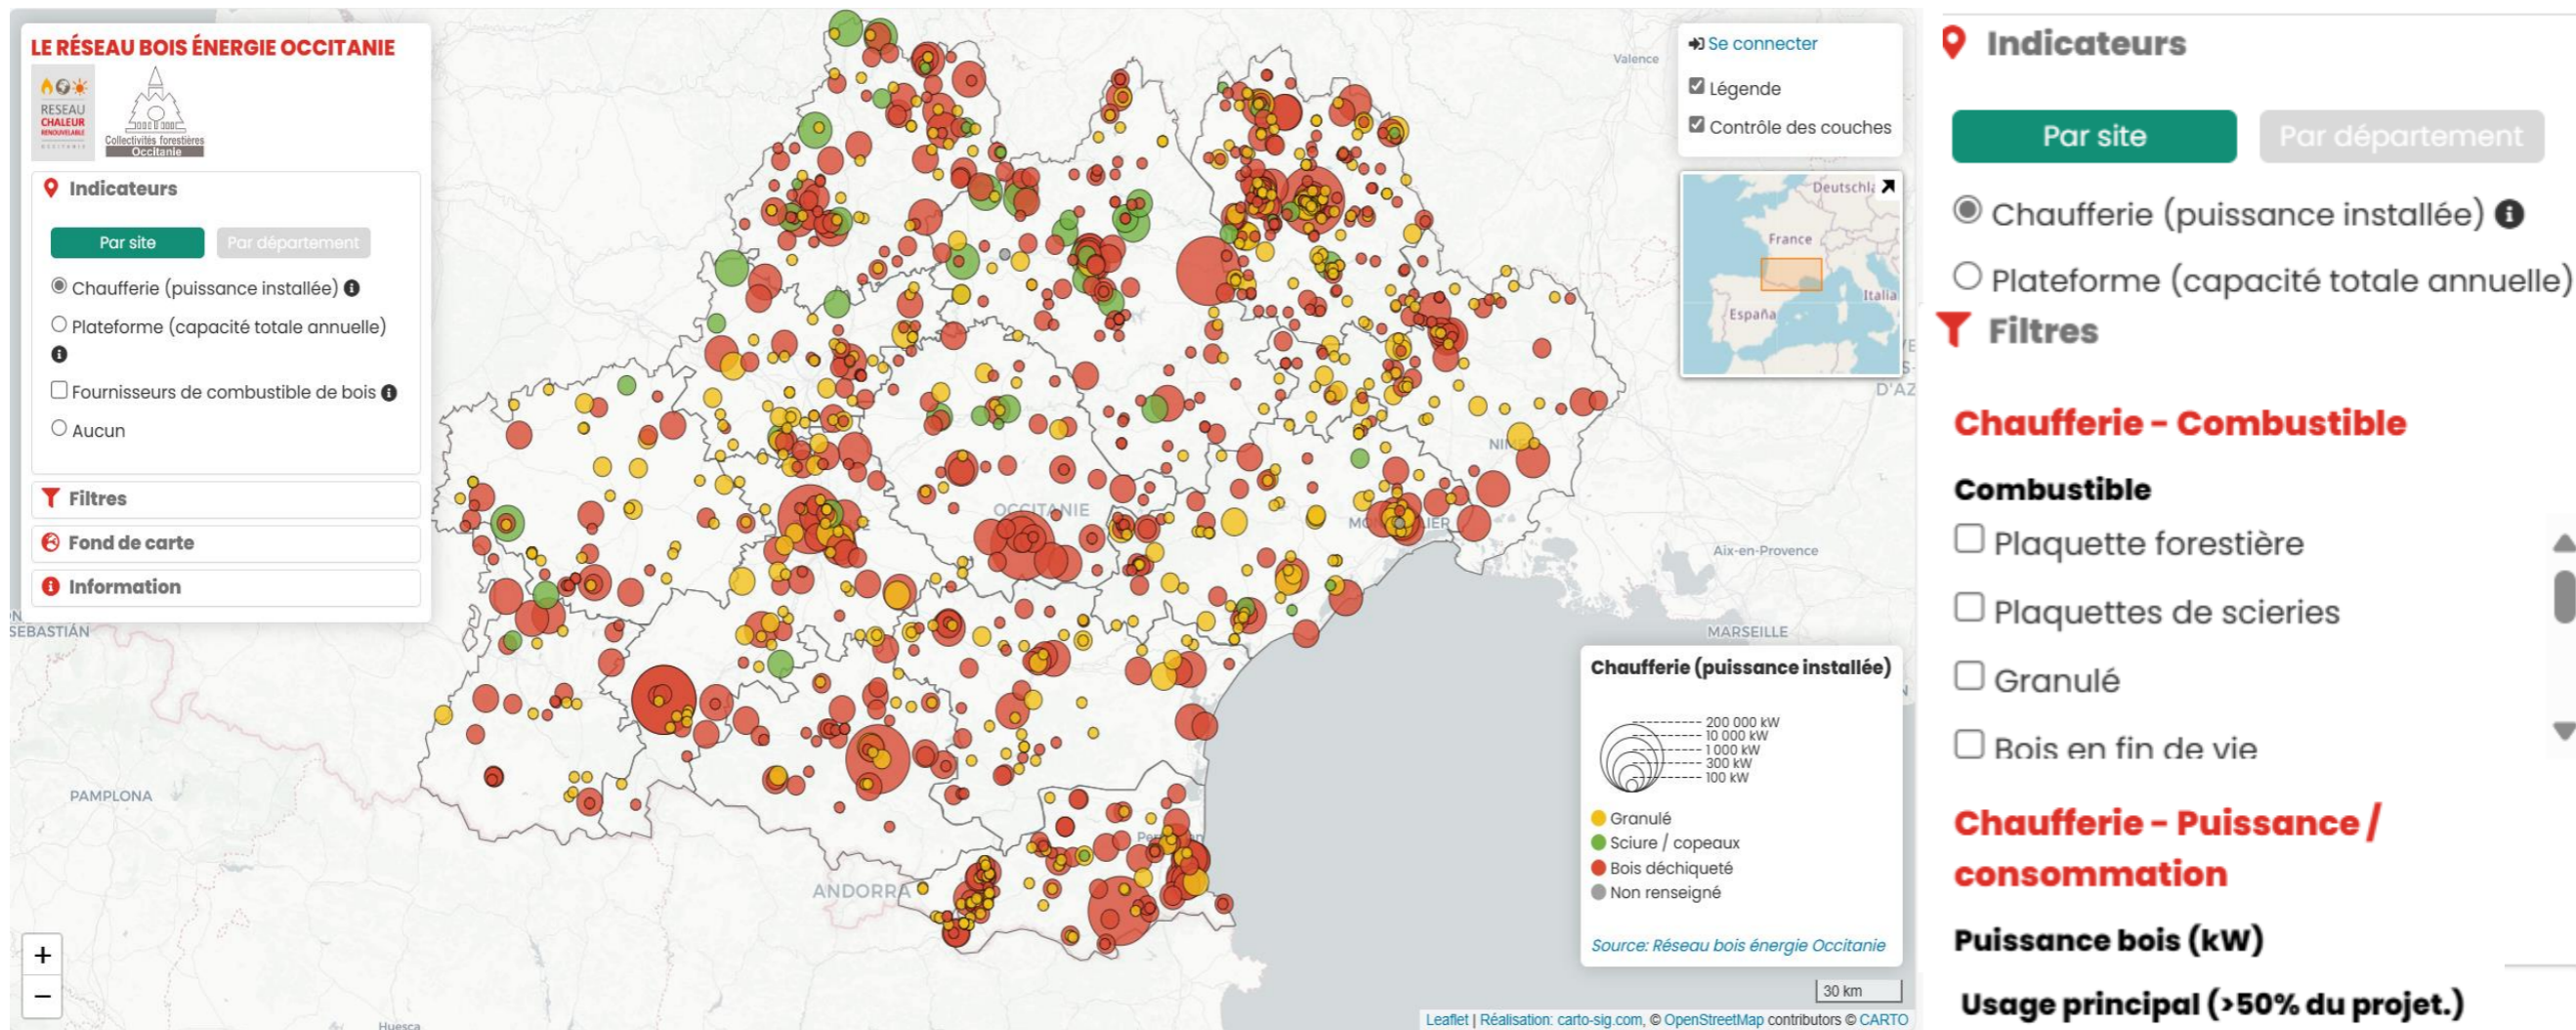 LE RÉSEAU BOIS ÉNERGIE OCCITANIE
RESEAU
CHALEUR
RENOUVELABLE
OCCITANIE
Collectivités forestières
Occitanie
Indicateurs
Par site
Par département
Chaufferie (puissance installée)
Plateforme (capacité totale annuelle)
Fournisseurs de combustible de bois
Aucun
Filtres
Fond de carte
Information
SEBASTIÁN
PAMPLONA
Huesca
ANDORRA
OCCITANIE
Valence
Aix-en-Provence
MARSEILLE
D'AZ
+
−
Se connecter
Légende
Contrôle des couches
Deutschl
France
Italia
España
Chaufferie (puissance installée)
200 000 kW
10 000 kW
1 000 kW
300 kW
100 kW
Granulé
Sciure / copeaux
Bois déchiqueté
Non renseigné
Source: Réseau bois énergie Occitanie
30 km
Leaflet | Réalisation: carto-sig.com, © OpenStreetMap contributors © CARTO
Indicateurs
Par site
Par département
Chaufferie (puissance installée)
Plateforme (capacité totale annuelle)
Filtres
Chaufferie - Combustible
Combustible
Plaquette forestière
Plaquettes de scieries
Granulé
Bois en fin de vie
Chaufferie - Puissance /
consommation
Puissance bois (kW)
Usage principal (>50% du projet.)